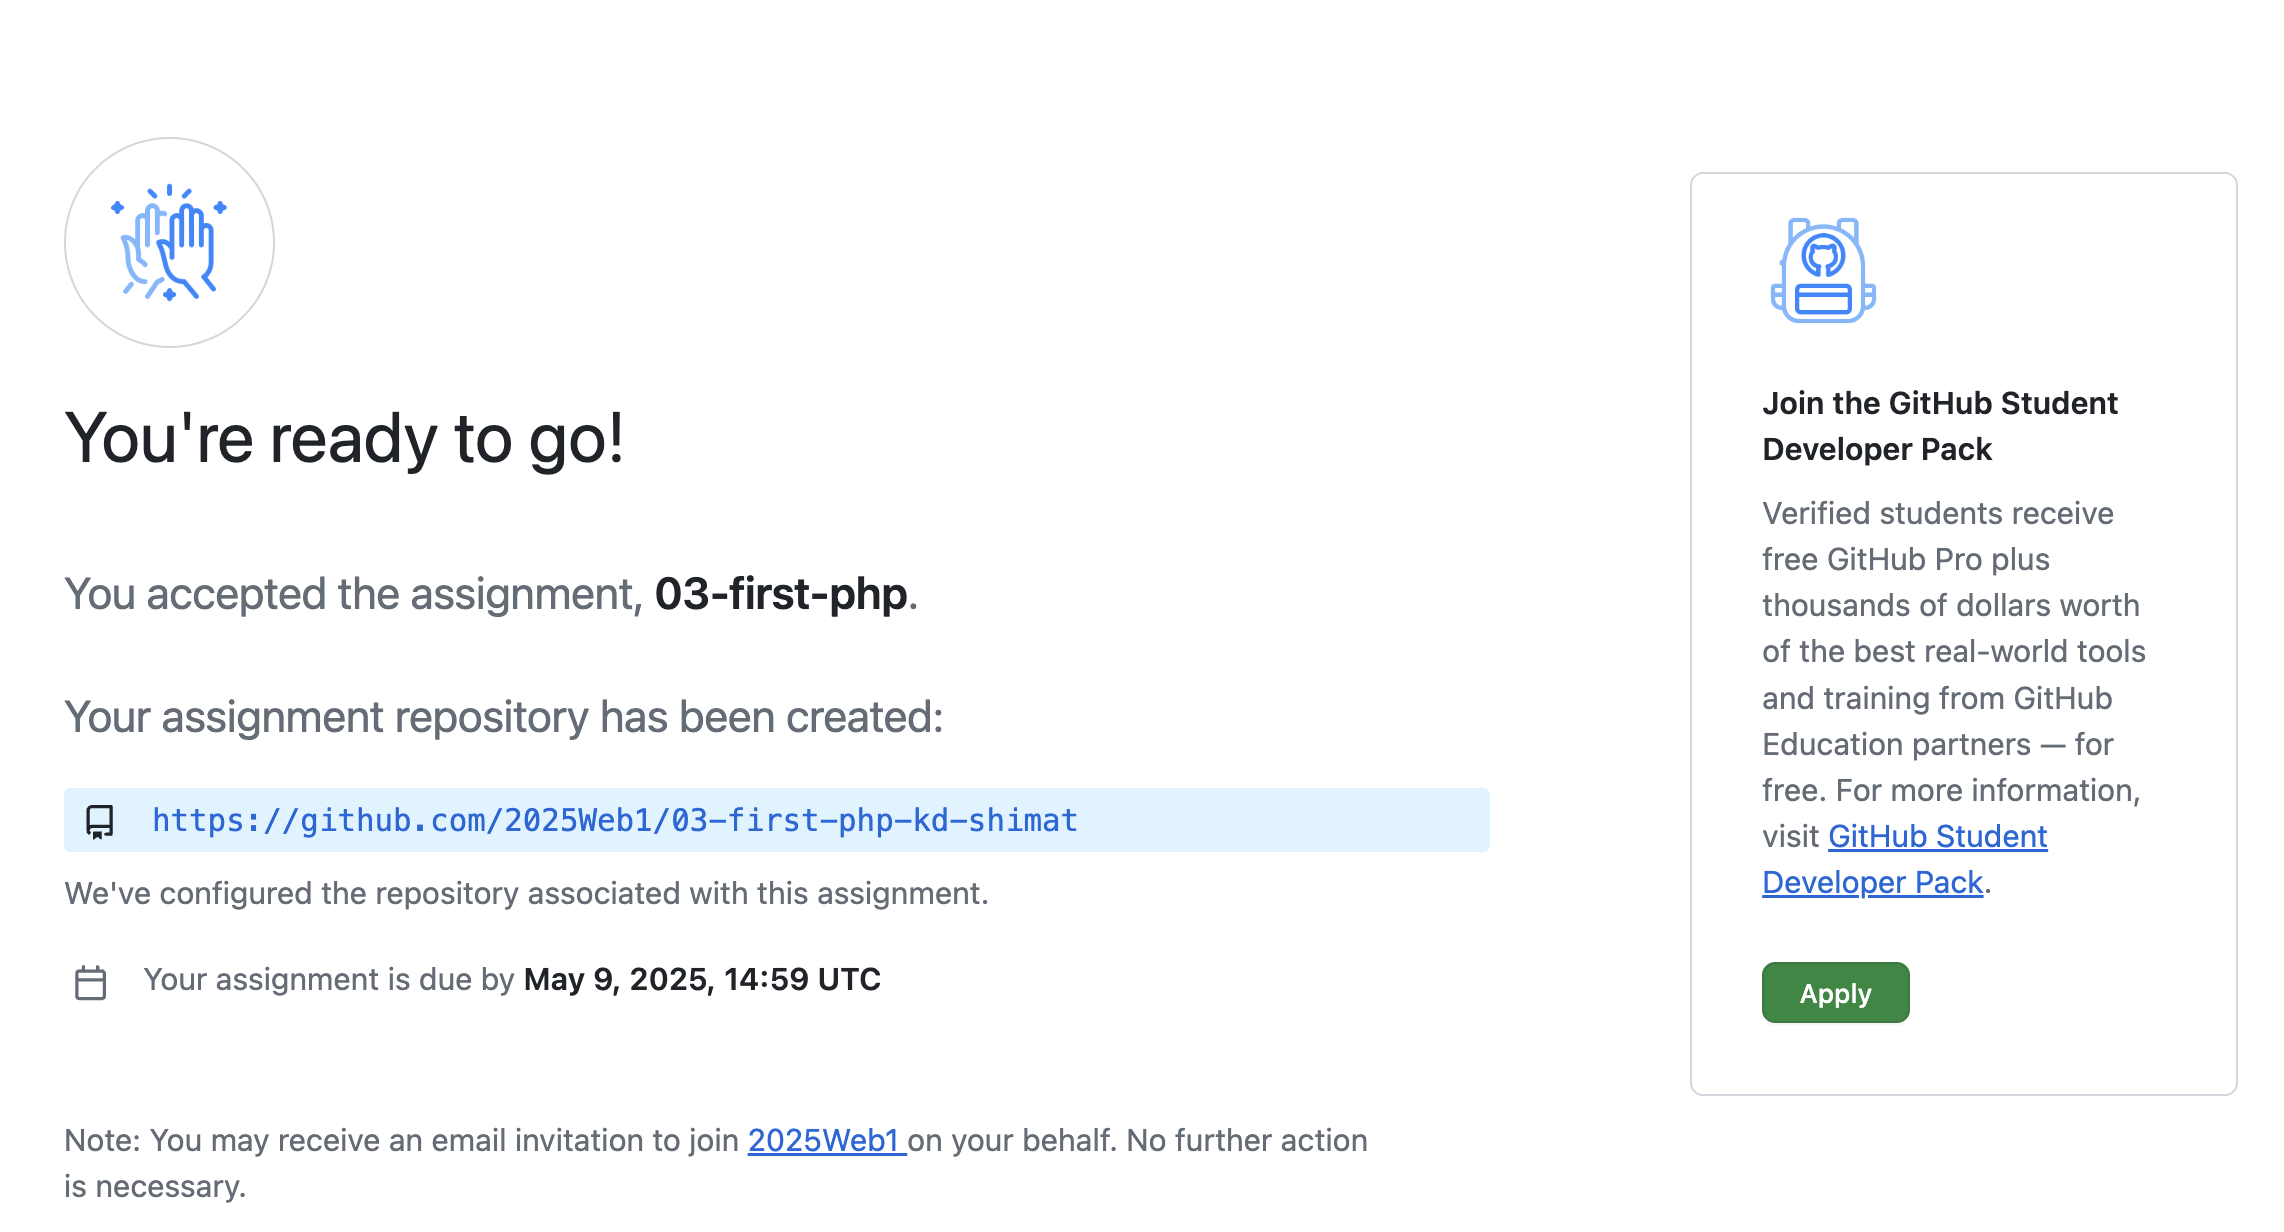 You're ready to go!
You accepted the assignment, 03-first-php.
Your assignment repository has been created:
https://github.com/2025Web1/03-first-php-kd-shimat
We've configured the repository associated with this assignment.
Your assignment is due by May 9, 2025, 14:59 UTC
Note: You may receive an email invitation to join 2025Web1 on your behalf. No further action
is necessary.
Join the GitHub Student
Developer Pack
Verified students receive
free GitHub Pro plus
thousands of dollars worth
of the best real-world tools
and training from GitHub
Education partners — for
free. For more information,
visit GitHub Student
Developer Pack.
Apply